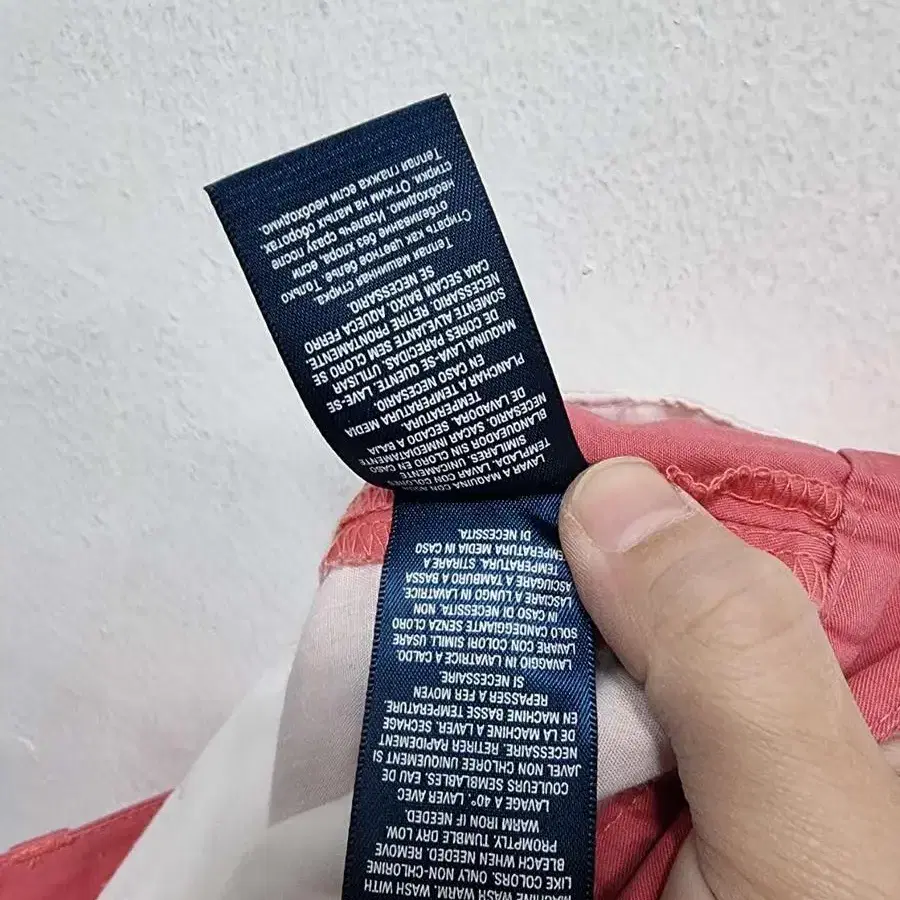 MACHINE WASH WARM. WASH WITH
LIKE COLORS. ONLY NON-CHLORINE
BLEACH WHEN NEEDED. REMOVE
PROMPTLY. TUMBLE DRY LOW.
WARM IRON IF NEEDED.
LAVAGE A 40°. LAVER AVEC
COULEURS SEMBLABLES. EAU DE
JAVEL NON CHLOREE UNIQUEMENT SI
NECESSAIRE. RETIRER RAPIDEMENT
DE LA MACHINE A LAVER. SECHAGE
EN MACHINE BASSE TEMPERATURE.
REPASSER A FER MOYEN
SI NECESSAIRE.
LAVAGGIO IN LAVATRICE A CALDO.
LAVARE CON COLORI SIMILI. USARE
SOLO CANDEGGIANTE SENZA CLORO
IN CASO DI NECESSITA. NON
LASCIARE A LUNGO IN LAVATRICE.
ASCIUGARE A TAMBURO A BASSA
TEMPERATURA. STIRARE A
TEMPERATURA MEDIA IN CASO
DI NECESSITA.
LAVAR A MAQUINA CON AGUA
TEMPLADA. LAVAR CON COLORES
SIMILARES. UNICAMENTE
BLANQUEADOR SIN CLORO EN CASO
NECESARIO. SACAR INMEDIATAMENTE
DE LAVADORA. SECADO A BAJA
TEMPERATURA.
PLANCHAR A TEMPERATURA MEDIA
EN CASO NECESARIO.
MAQUINA LAVA-SE QUENTE. LAVE-SE
DE CORES PARECIDAS. UTILISAR
SOMENTE ALVEJANTE SEM CLORO SE
NECESSARIO. RETIRE PRONTAMENTE.
CAIA SECAM BAIXO. AQUECA FERRO
SE NECESSARIO.
Теплая машинная стирка
Стирать как цветное белье. Только
отбеливание без хлора, если
необходимо. Извлечь сразу после
стирки. Отжим на малых оборотах.
Теплая глажка если необходимо.